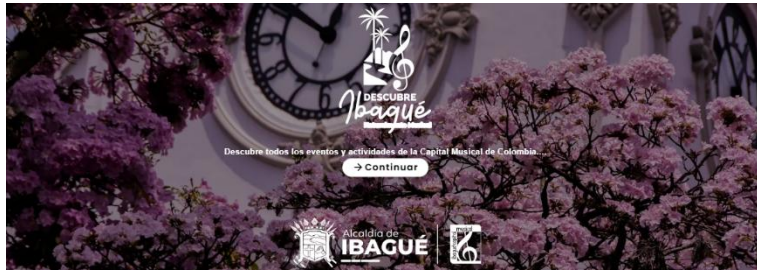 DESCUBRE
Ibagué
Descubre todos los eventos y actividades de la Capital Musical de Colombia....
→ Continuar
Alcaldía de
IBAGUÉ